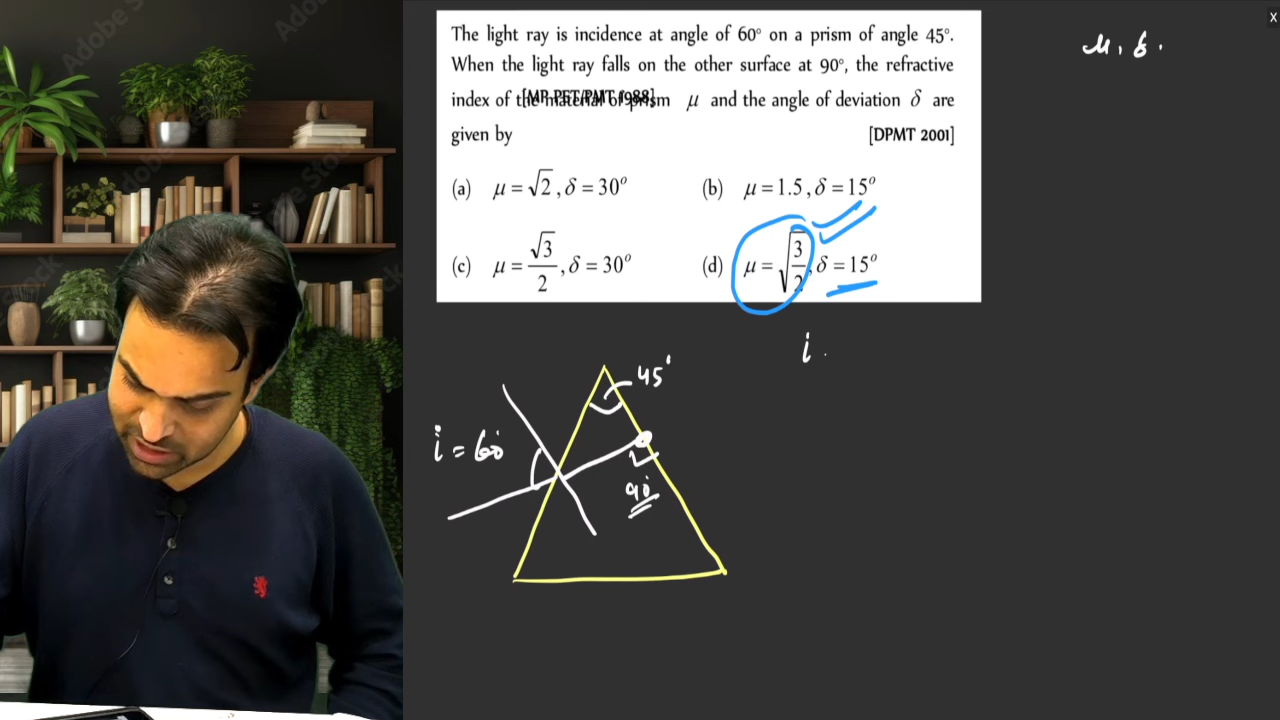 The light ray is incidence at angle of 60° on a prism of angle 45°.
When the light ray falls on the other surface at 90°, the refractive
index of the material of prism μ and the angle of deviation δ are
[MP PET/PMT 1988]
given by [DPMT 2001]
(a) μ = √2, δ = 30° (b) μ = 1.5, δ = 15°
(c) μ = √3/2, δ = 30° (d) μ = √(3/2), δ = 15°
μ, δ.
i
45°
i = 60°
90°
Adobe Stock
x